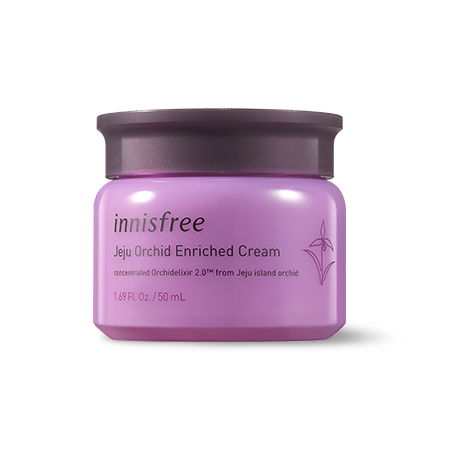 innisfree
Jeju Orchid Enriched Cream
concentrated Orchidelixir 2.0™ from Jeju island orchid
1.69 Fl. Oz. / 50 mL